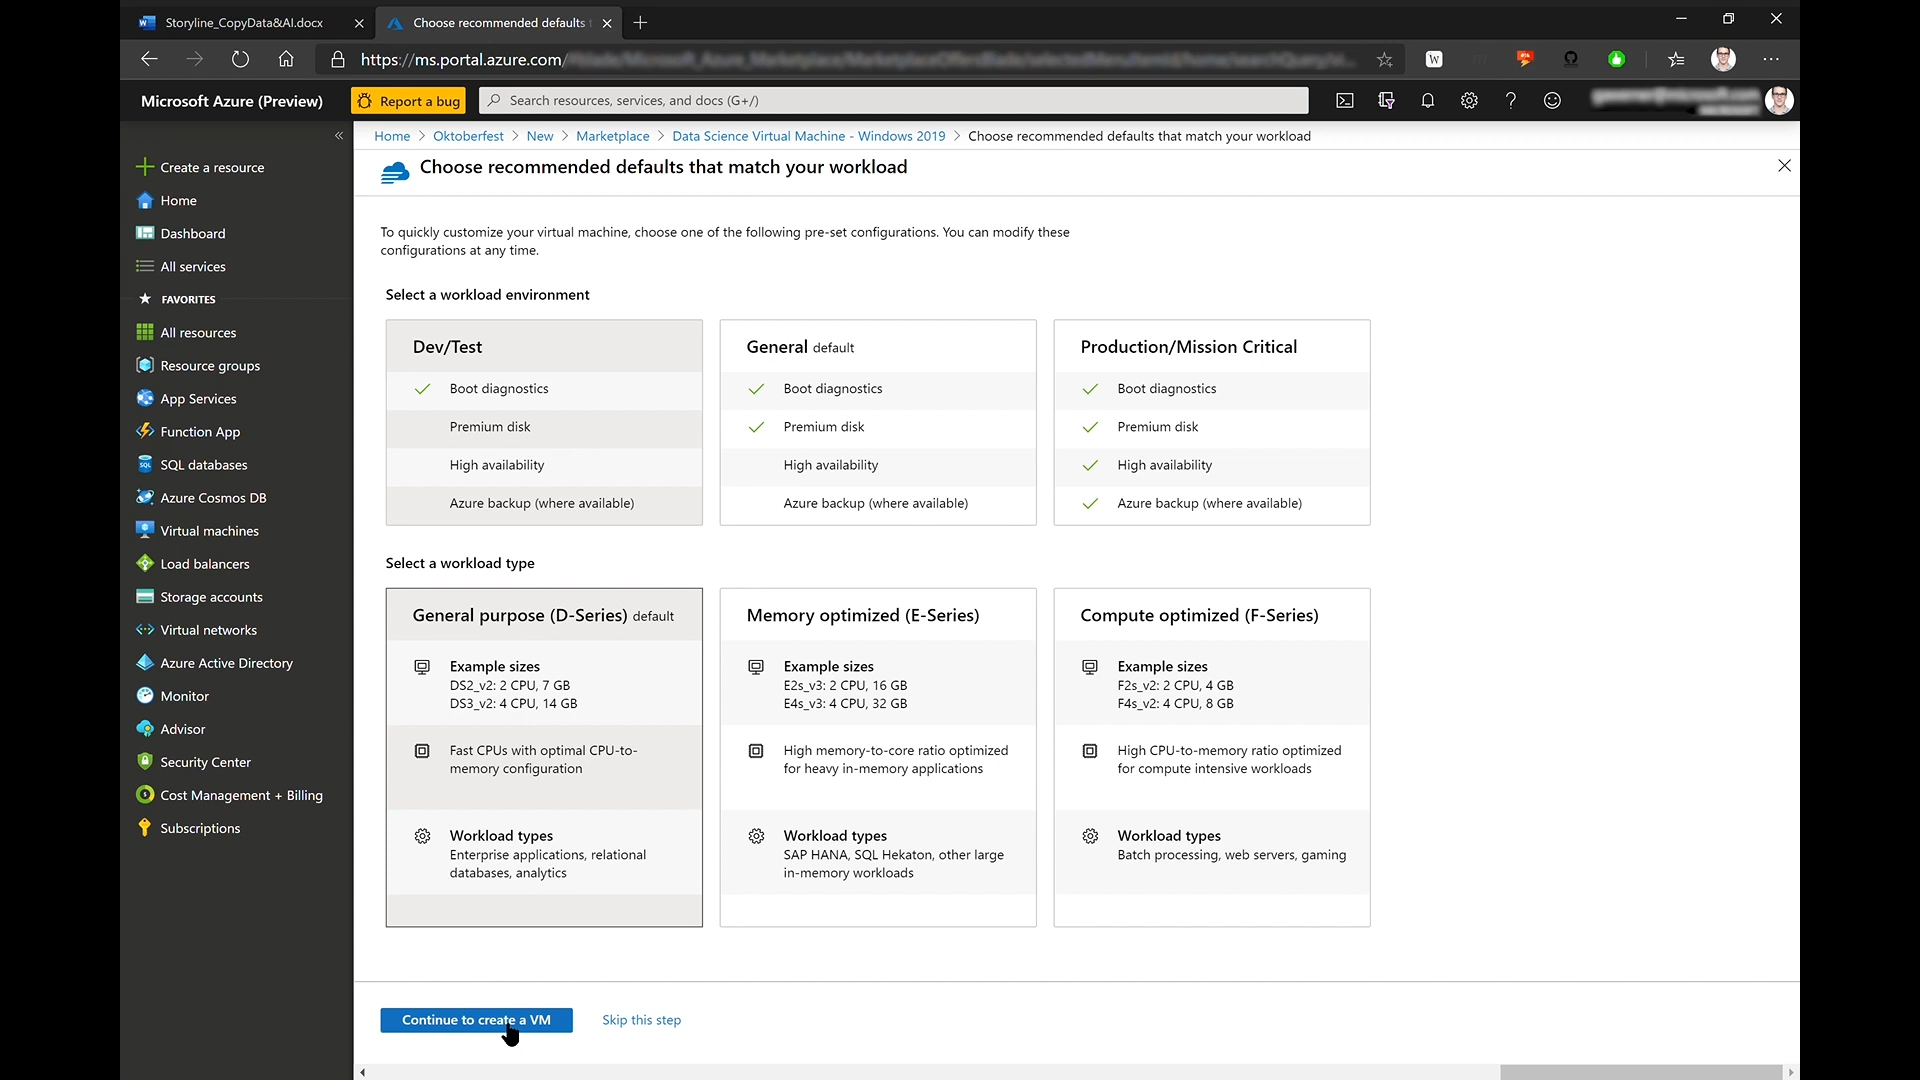 Storyline_CopyData&AI.docx
Choose recommended defaults
https://ms.portal.azure.com/
W
Microsoft Azure (Preview)
Report a bug
Search resources, services, and docs (G+/)
Home > Oktoberfest > New > Marketplace > Data Science Virtual Machine - Windows 2019 > Choose recommended defaults that match your workload
Choose recommended defaults that match your workload
Create a resource
Home
Dashboard
All services
FAVORITES
All resources
Resource groups
App Services
Function App
SQL databases
Azure Cosmos DB
Virtual machines
Load balancers
Storage accounts
Virtual networks
Azure Active Directory
Monitor
Advisor
Security Center
Cost Management + Billing
Subscriptions
To quickly customize your virtual machine, choose one of the following pre-set configurations. You can modify these
configurations at any time.
Select a workload environment
Dev/Test
Boot diagnostics
Premium disk
High availability
Azure backup (where available)
General default
Boot diagnostics
Premium disk
High availability
Azure backup (where available)
Production/Mission Critical
Boot diagnostics
Premium disk
High availability
Azure backup (where available)
Select a workload type
General purpose (D-Series) default
Example sizes
DS2_v2: 2 CPU, 7 GB
DS3_v2: 4 CPU, 14 GB
Fast CPUs with optimal CPU-to-
memory configuration
Workload types
Enterprise applications, relational
databases, analytics
Memory optimized (E-Series)
Example sizes
E2s_v3: 2 CPU, 16 GB
E4s_v3: 4 CPU, 32 GB
High memory-to-core ratio optimized
for heavy in-memory applications
Workload types
SAP HANA, SQL Hekaton, other large
in-memory workloads
Compute optimized (F-Series)
Example sizes
F2s_v2: 2 CPU, 4 GB
F4s_v2: 4 CPU, 8 GB
High CPU-to-memory ratio optimized
for compute intensive workloads
Workload types
Batch processing, web servers, gaming
Continue to create a VM
Skip this step